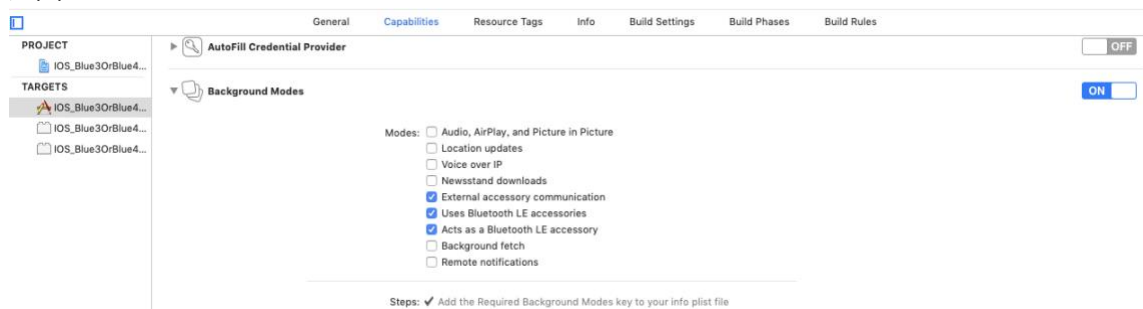 General Capabilities Resource Tags Info Build Settings Build Phases Build Rules
PROJECT
IOS_Blue3OrBlue4...
TARGETS
IOS_Blue3OrBlue4...
IOS_Blue3OrBlue4...
IOS_Blue3OrBlue4...
AutoFill Credential Provider OFF
Background Modes ON
Modes: Audio, AirPlay, and Picture in Picture
Location updates
Voice over IP
Newsstand downloads
External accessory communication
Uses Bluetooth LE accessories
Acts as a Bluetooth LE accessory
Background fetch
Remote notifications
Steps: ✔ Add the Required Background Modes key to your info plist file